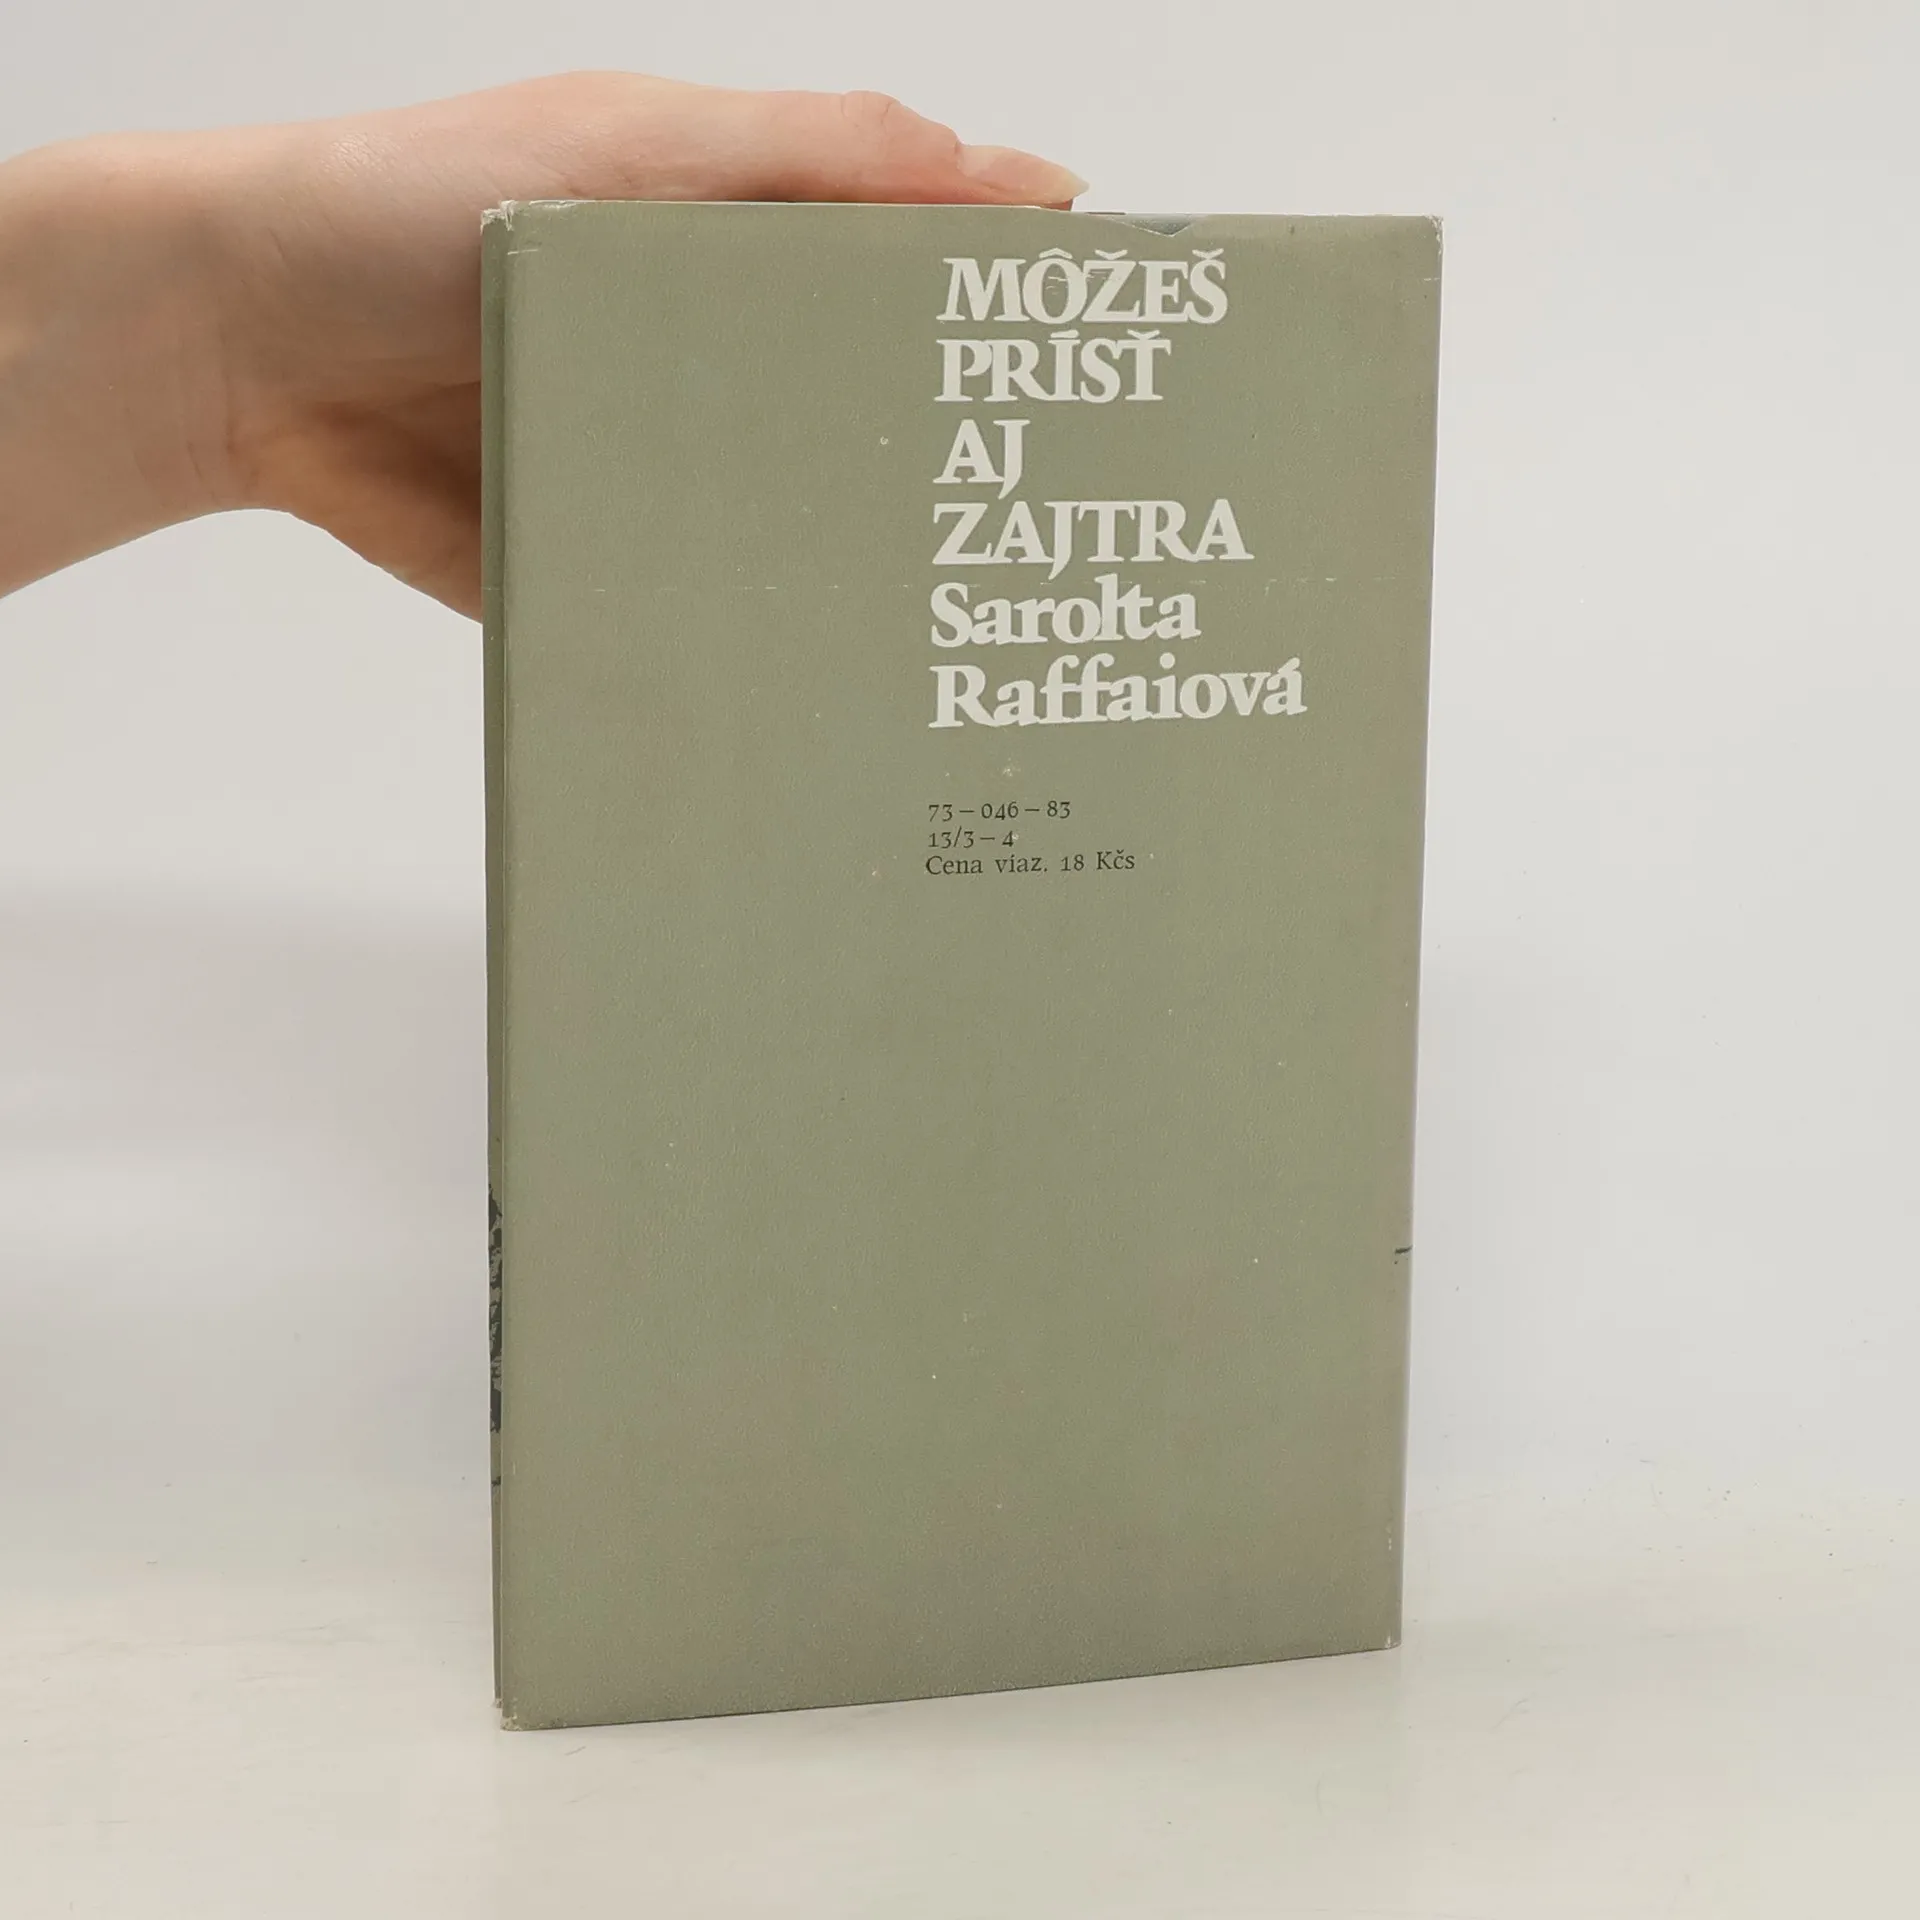 MÔŽEŠ
PRÍSŤ
AJ
ZAJTRA
Sarolta
Raffaiová
73 – 046 – 83
13/3 – 4
Cena viaz. 18 Kčs